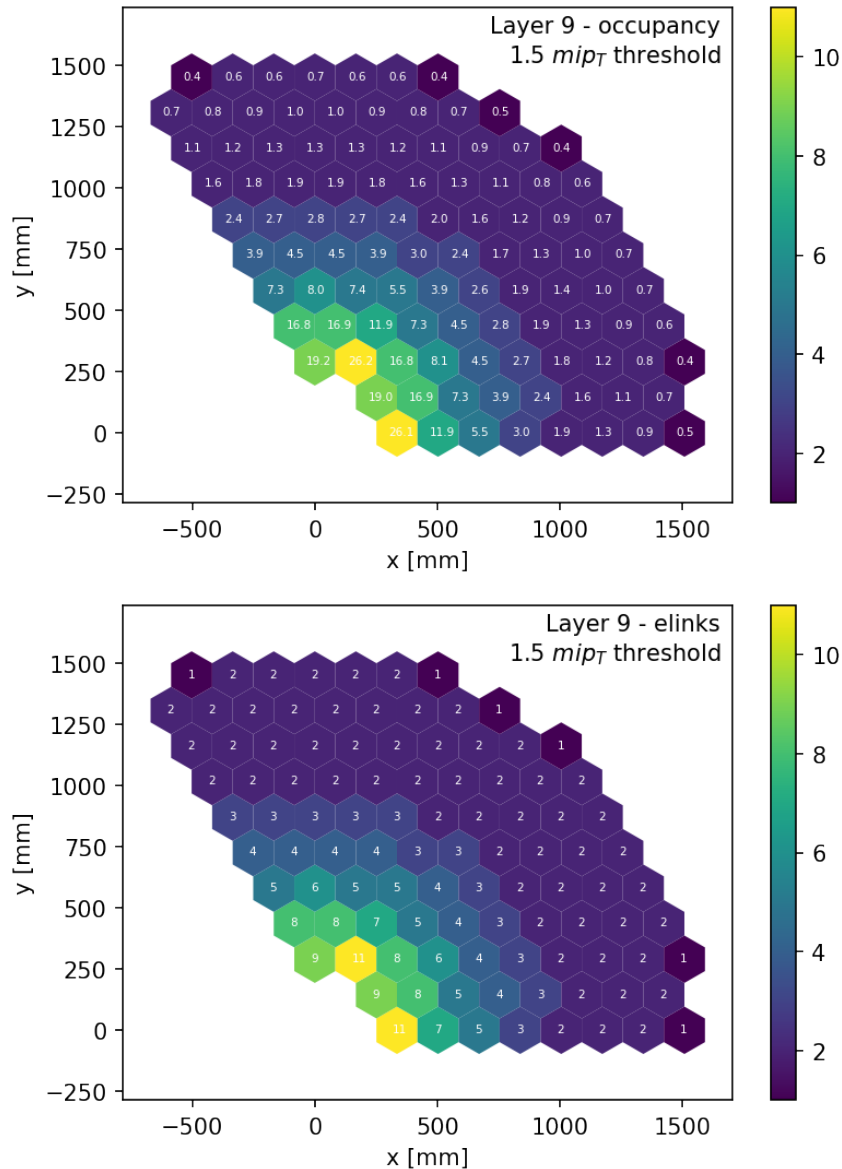 Layer 9 - occupancy
1.5 mip_T threshold
1500
1250
1000
750
500
250
0
−250
y [mm]
0.4 0.6 0.6 0.7 0.6 0.6 0.4
0.7 0.8 0.9 1.0 1.0 0.9 0.8 0.7 0.5
1.1 1.2 1.3 1.3 1.3 1.2 1.1 0.9 0.7 0.4
1.6 1.8 1.9 1.9 1.8 1.6 1.3 1.1 0.8 0.6
2.4 2.7 2.8 2.7 2.4 2.0 1.6 1.2 0.9 0.7
3.9 4.5 4.5 3.9 3.0 2.4 1.7 1.3 1.0 0.7
7.3 8.0 7.4 5.5 3.9 2.6 1.9 1.4 1.0 0.7
16.8 16.9 11.9 7.3 4.5 2.8 1.9 1.3 0.9 0.6
19.2 26.2 16.8 8.1 4.5 2.7 1.8 1.2 0.8 0.4
19.0 16.9 7.3 3.9 2.4 1.6 1.1 0.7
26.1 11.9 5.5 3.0 1.9 1.3 0.9 0.5
−500 0 500 1000 1500
x [mm]
10
8
6
4
2
Layer 9 - elinks
1.5 mip_T threshold
1500
1250
1000
750
500
250
0
−250
y [mm]
1 2 2 2 2 2 1
2 2 2 2 2 2 2 2 1
2 2 2 2 2 2 2 2 2 1
2 2 2 2 2 2 2 2 2 2
3 3 3 3 3 2 2 2 2 2
4 4 4 4 3 3 2 2 2 2
5 6 5 5 4 3 2 2 2 2
8 8 7 5 4 3 2 2 2 2
9 11 8 6 4 3 2 2 2 1
9 8 5 4 3 2 2 2
11 7 5 3 2 2 2 1
−500 0 500 1000 1500
x [mm]
10
8
6
4
2